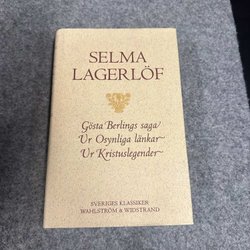 SELMA
LAGERLÖF
Gösta Berlings saga
Ur Osynliga länkar
Ur Kristuslegender
SVERIGES KLASSIKER
WAHLSTRÖM & WIDSTRAND